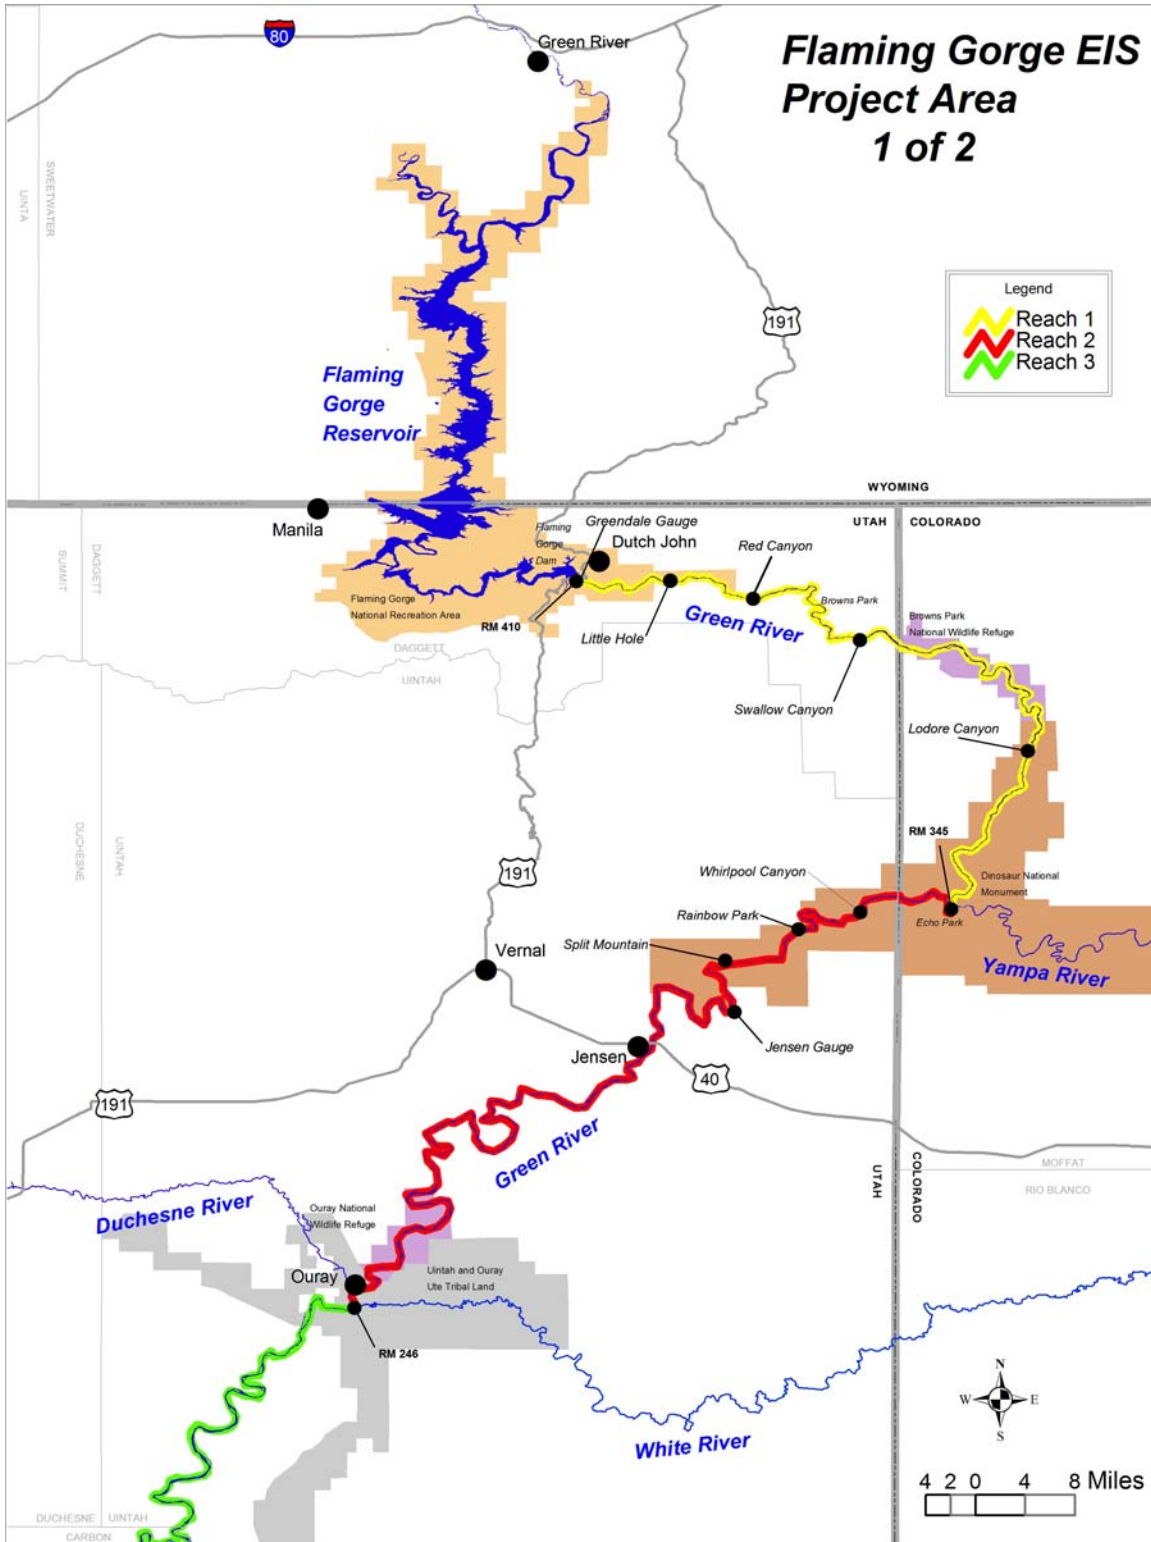 Flaming Gorge EIS
Project Area
1 of 2
80
Green River
SWEETWATER
UINTA
191
Legend
Reach 1
Reach 2
Reach 3
Flaming
Gorge
Reservoir
WYOMING
Manila
UTAH
COLORADO
Greendale Gauge
Flaming
Gorge
Dam
Dutch John
Red Canyon
SUMMIT
DAGGETT
Flaming Gorge
National Recreation Area
RM 410
Little Hole
Green River
Browns Park
Browns Park
National Wildlife Refuge
DAGGETT
UINTAH
Swallow Canyon
Lodore Canyon
DUCHESNE
UINTAH
RM 345
191
Whirlpool Canyon
Dinosaur National
Monument
Rainbow Park
Echo Park
Split Mountain
Vernal
Yampa River
Jensen
Jensen Gauge
40
191
Green River
UTAH
COLORADO
MOFFAT
RIO BLANCO
Duchesne River
Ouray National
Wildlife Refuge
Ouray
Uintah and Ouray
Ute Tribal Land
RM 246
White River
N
W
E
S
4 2 0 4 8 Miles
DUCHESNE
UINTAH
CARBON